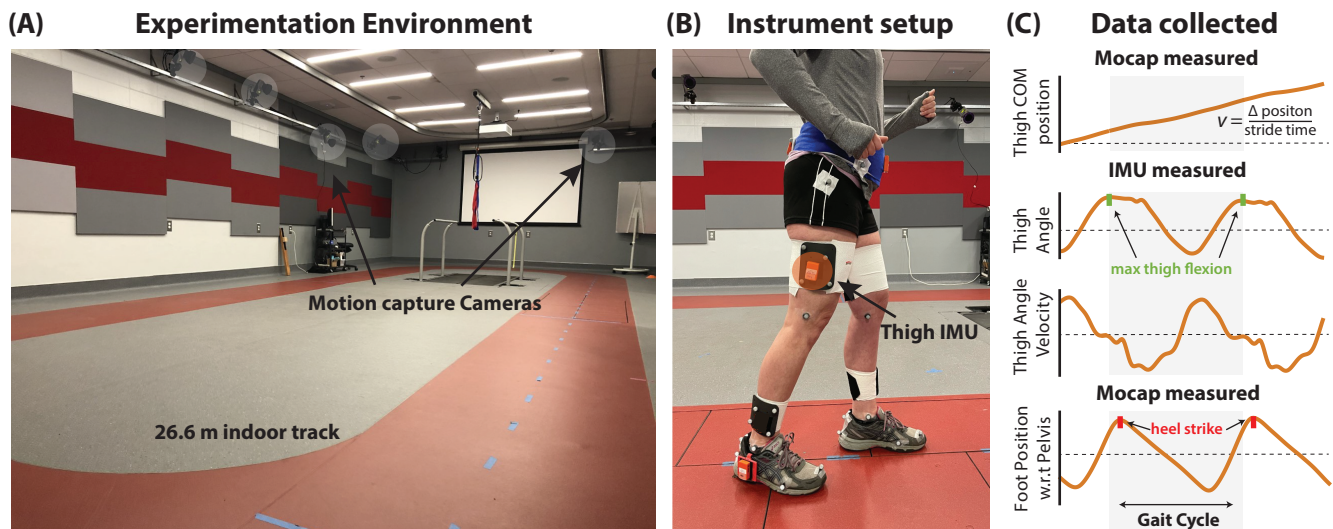 (A) Experimentation Environment
Motion capture Cameras
26.6 m indoor track
(B) Instrument setup
Thigh IMU
(C) Data collected
Mocap measured
Thigh COM
position
v = Δ positon
stride time
IMU measured
Thigh
Angle
max thigh flexion
Thigh Angle
Velocity
Mocap measured
Foot Position
w.r.t Pelvis
heel strike
Gait Cycle